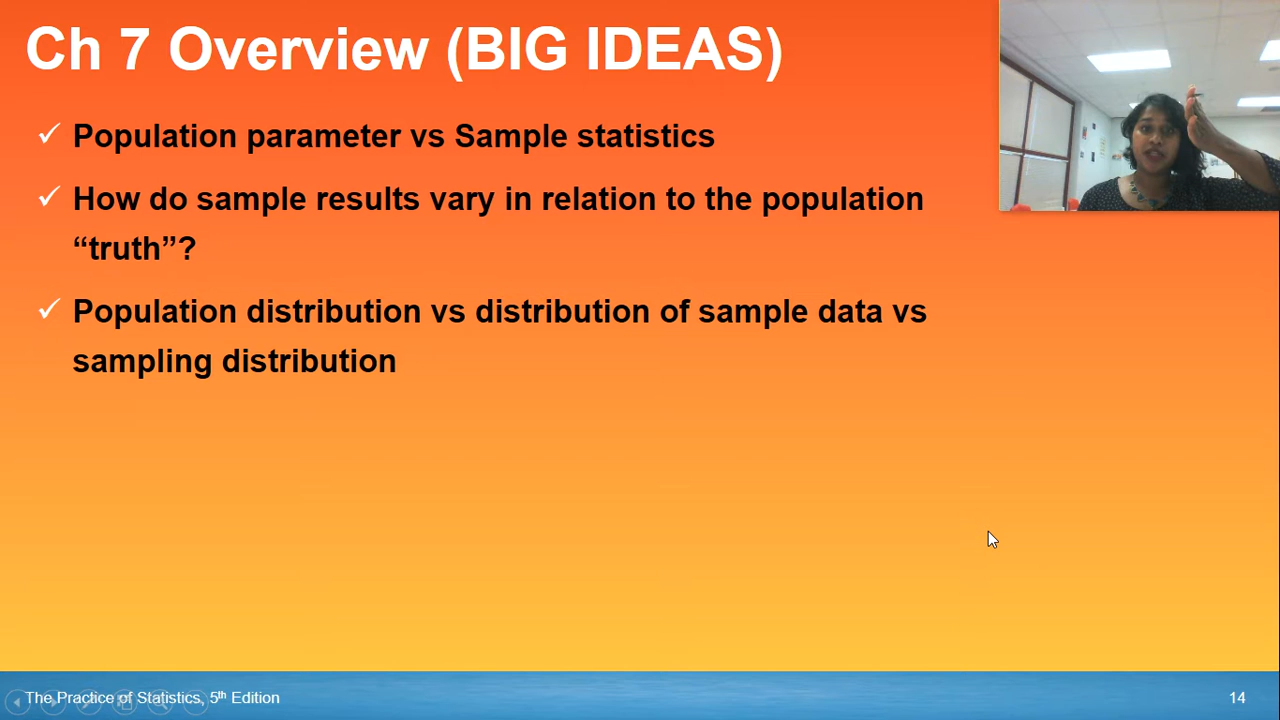 Ch 7 Overview (BIG IDEAS)
Population parameter vs Sample statistics
How do sample results vary in relation to the population
“truth”?
Population distribution vs distribution of sample data vs
sampling distribution
The Practice of Statistics, 5th Edition
14